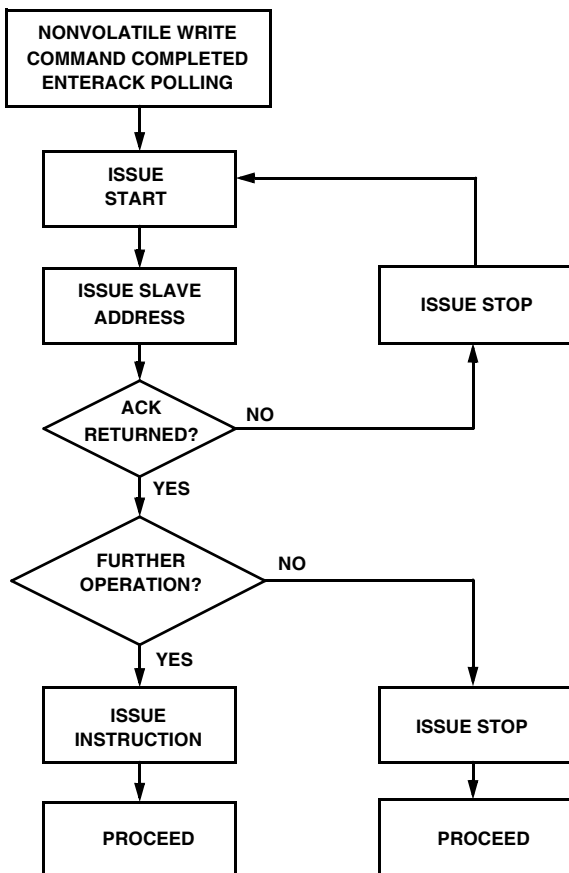 NONVOLATILE WRITE
COMMAND COMPLETED
ENTERACK POLLING
ISSUE
START
ISSUE SLAVE
ADDRESS
ISSUE STOP
ACK
RETURNED?
NO
YES
FURTHER
OPERATION?
NO
YES
ISSUE
INSTRUCTION
ISSUE STOP
PROCEED
PROCEED